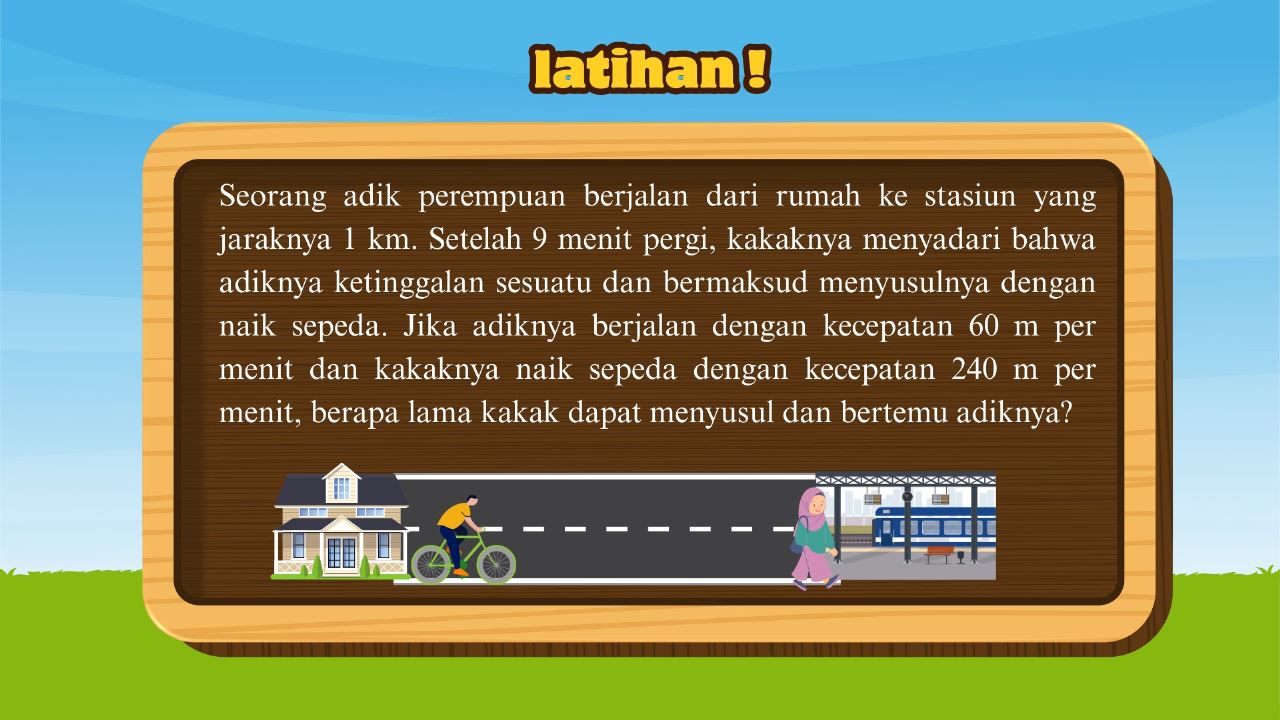 latihan !
Seorang adik perempuan berjalan dari rumah ke stasiun yang
jaraknya 1 km. Setelah 9 menit pergi, kakaknya menyadari bahwa
adiknya ketinggalan sesuatu dan bermaksud menyusulnya dengan
naik sepeda. Jika adiknya berjalan dengan kecepatan 60 m per
menit dan kakaknya naik sepeda dengan kecepatan 240 m per
menit, berapa lama kakak dapat menyusul dan bertemu adiknya?